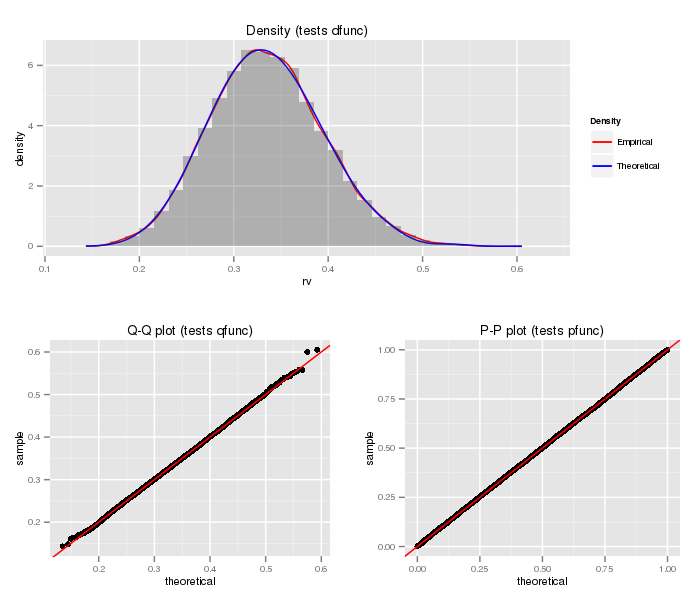 Density (tests dfunc)
density
6
4
2
0
0.1 0.2 0.3 0.4 0.5 0.6
rv
Density
Empirical
Theoretical
Q-Q plot (tests qfunc)
sample
0.6
0.5
0.4
0.3
0.2
0.2 0.3 0.4 0.5 0.6
theoretical
P-P plot (tests pfunc)
sample
1.00
0.75
0.50
0.25
0.00
0.00 0.25 0.50 0.75 1.00
theoretical